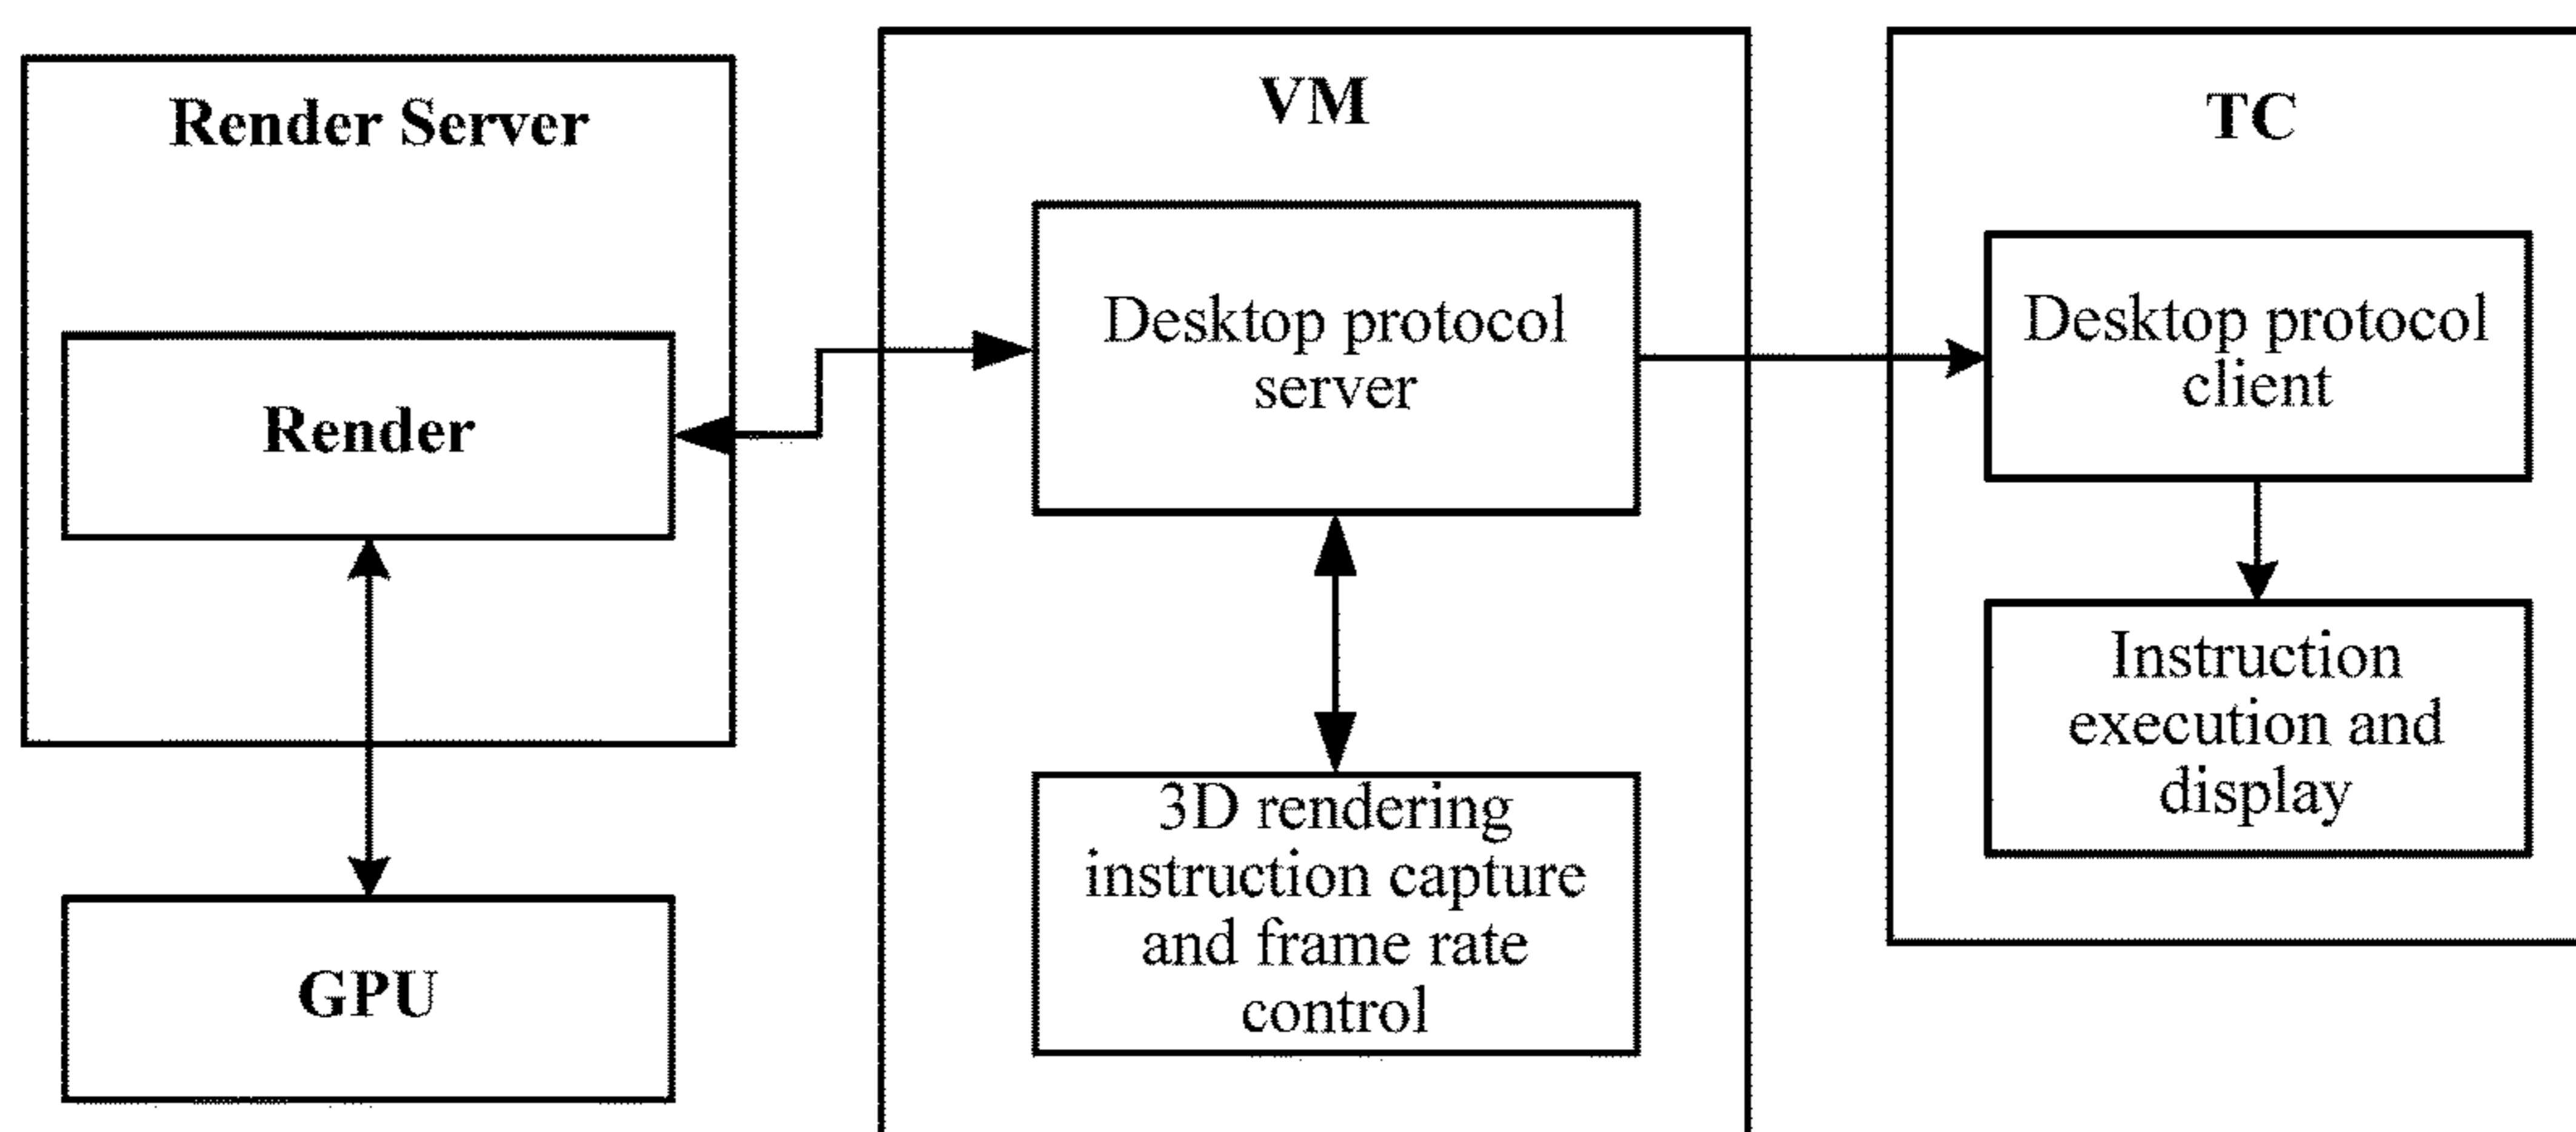 Render Server
Render
GPU
VM
Desktop protocol
server
3D rendering
instruction capture
and frame rate
control
TC
Desktop protocol
client
Instruction
execution and
display